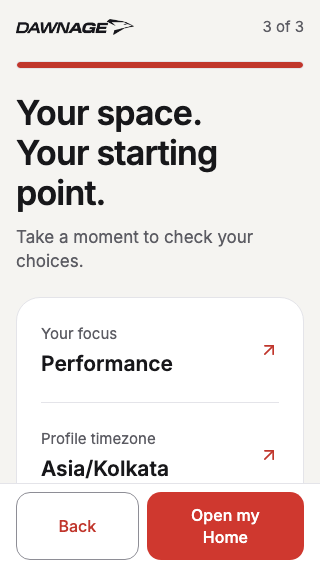 DAWNAGE
3 of 3
Your space.
Your starting
point.
Take a moment to check your
choices.
Your focus
Performance
Profile timezone
Asia/Kolkata
Back
Open my
Home